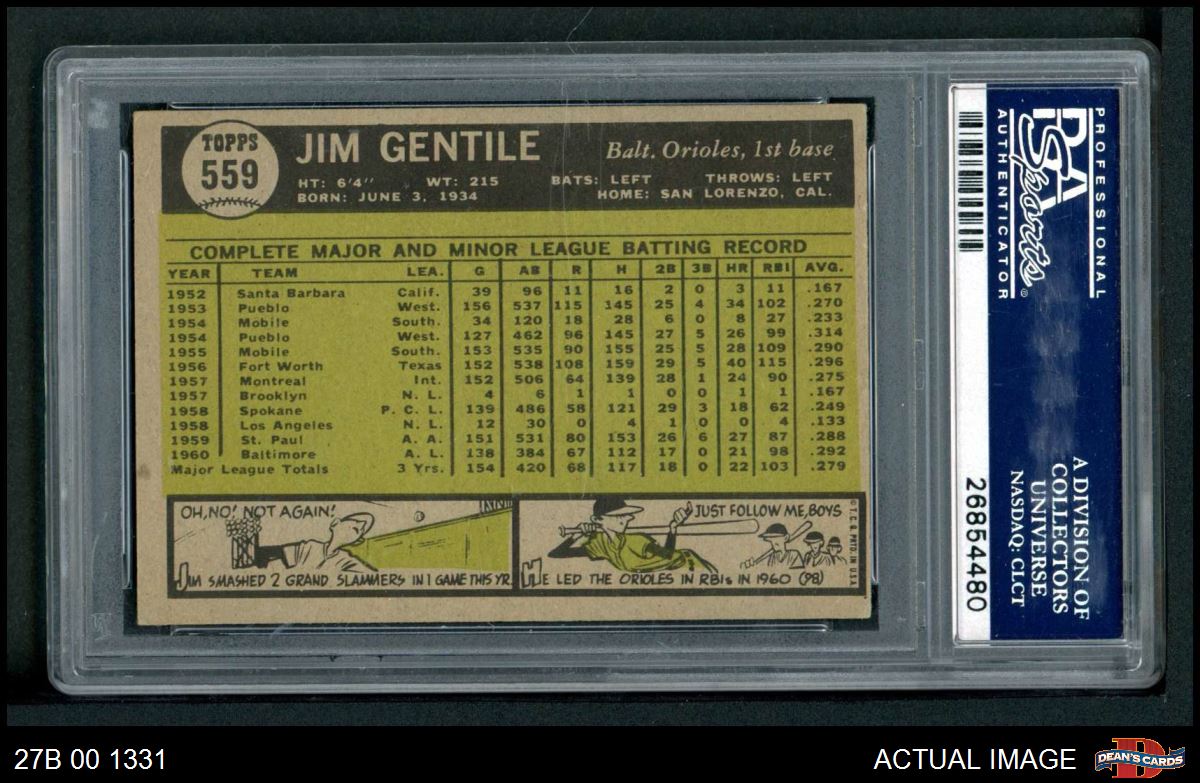 TOPPS
559
JIM GENTILE
Balt. Orioles, 1st base
HT: 6'4" WT: 215 BATS: LEFT THROWS: LEFT
BORN: JUNE 3, 1934 HOME: SAN LORENZO, CAL.
COMPLETE MAJOR AND MINOR LEAGUE BATTING RECORD
YEAR TEAM LEA. G AB R H 2B 3B HR RBI AVG.
1952 Santa Barbara Calif. 39 96 11 16 2 0 3 11 .167
1953 Pueblo West. 156 537 115 145 25 4 34 102 .270
1954 Mobile South. 34 120 18 28 6 0 8 27 .233
1954 Pueblo West. 127 462 96 145 27 5 26 99 .314
1955 Mobile South. 153 535 90 155 25 5 28 109 .290
1956 Fort Worth Texas 152 538 108 159 29 5 40 115 .296
1957 Montreal Int. 152 506 64 139 28 1 24 90 .275
1957 Brooklyn N. L. 4 6 1 1 0 0 1 1 .167
1958 Spokane P. C. L. 139 486 58 121 29 3 18 62 .249
1958 Los Angeles N. L. 12 30 0 4 1 0 0 4 .133
1959 St. Paul A. A. 151 531 80 153 26 6 27 87 .288
1960 Baltimore A. L. 138 384 67 112 17 0 21 98 .292
Major League Totals 3 Yrs. 154 420 68 117 18 0 22 103 .279
OH, NO! NOT AGAIN!
JIM SMASHED 2 GRAND SLAMMERS IN 1 GAME THIS YR.
JUST FOLLOW ME, BOYS
HE LED THE ORIOLES IN RBIs IN 1960 (98)
© T. C. G. PRTD. IN U.S.A.
PROFESSIONAL
PSA
Sports®
AUTHENTICATOR
A DIVISION OF
COLLECTORS
UNIVERSE
NASDAQ: CLCT
26854480
27B 00 1331
ACTUAL IMAGE
D
DEAN'S CARDS